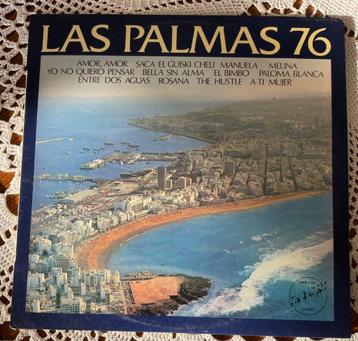 LAS PALMAS 76
AMOR, AMOR SACA EL GUISKI CHELI MANUELA MELINA
YO NO QUIERO PENSAR BELLA SIN ALMA EL BIMBO PALOMA BLANCA
ENTRE DOS AGUAS ROSANA THE HUSTLE A TI MUJER